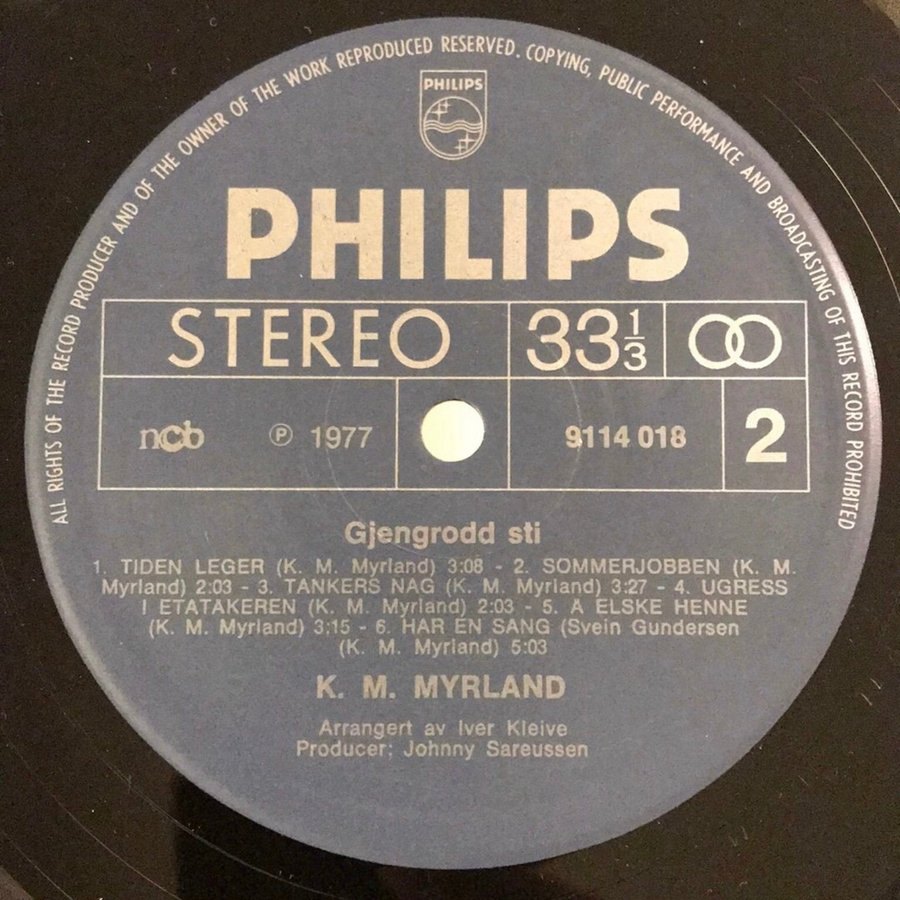 ALL RIGHTS OF THE RECORD PRODUCER AND OF THE OWNER OF THE WORK REPRODUCED RESERVED. COPYING, PUBLIC PERFORMANCE AND BROADCASTING OF THIS RECORD PROHIBITED
PHILIPS
PHILIPS
STEREO 33 1/3
ncb ℗ 1977 9114 018 2
Gjengrodd sti
1. TIDEN LEGER (K. M. Myrland) 3:08 - 2. SOMMERJOBBEN (K. M.
Myrland) 2:03 - 3. TANKERS NAG (K. M. Myrland) 3:27 - 4. UGRESS
I ETATAKEREN (K. M. Myrland) 2:03 - 5. A ELSKE HENNE
(K. M. Myrland) 3:15 - 6. HAR EN SANG (Svein Gundersen
(K. M. Myrland) 5:03
K. M. MYRLAND
Arrangert av Iver Kleive
Producer: Johnny Sareussen